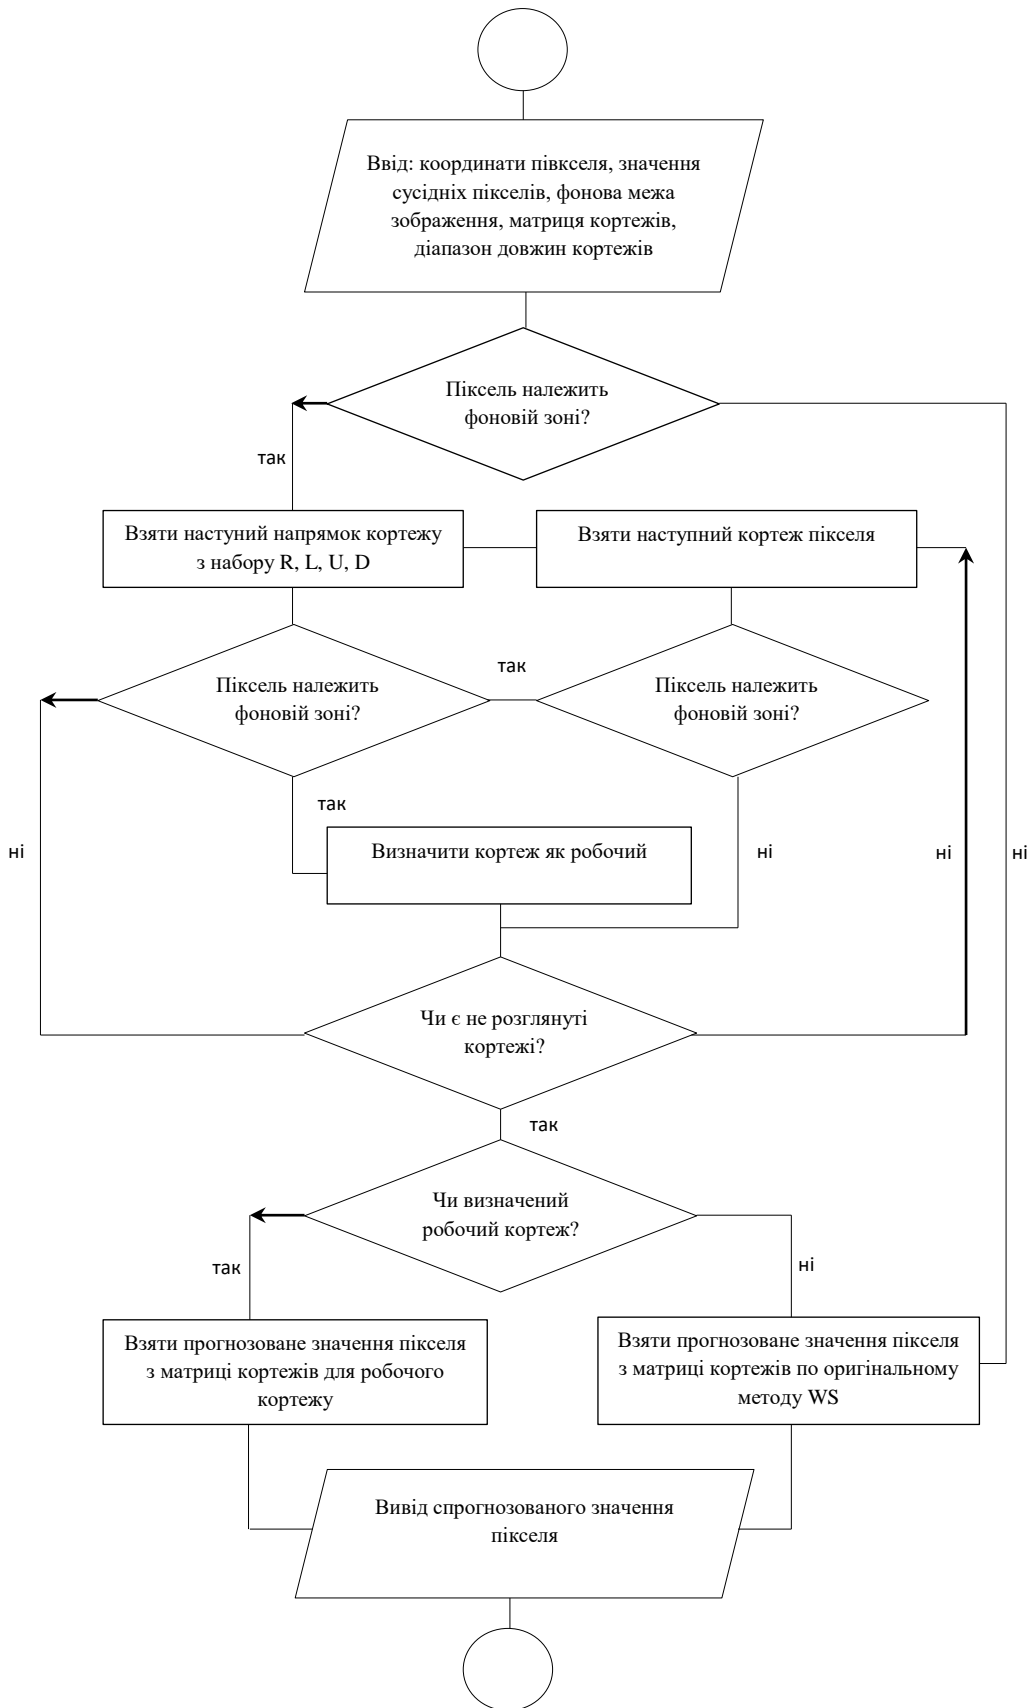 Ввід: координати півкселя, значення
сусідніх пікселів, фонова межа
зображення, матриця кортежів,
діапазон довжин кортежів
Піксель належить
фоновій зоні?
так
Взяти наступий напрямок кортежу
з набору R, L, U, D
Взяти наступний кортеж пікселя
Піксель належить
фоновій зоні?
так
Піксель належить
фоновій зоні?
так
ні
Визначити кортеж як робочий
ні
ні
ні
Чи є не розглянуті
кортежі?
так
Чи визначений
робочий кортеж?
так
ні
Взяти прогнозоване значення пікселя
з матриці кортежів для робочого
кортежу
Взяти прогнозоване значення пікселя
з матриці кортежів по оригінальному
методу WS
Вивід спрогнозованого значення
пікселя